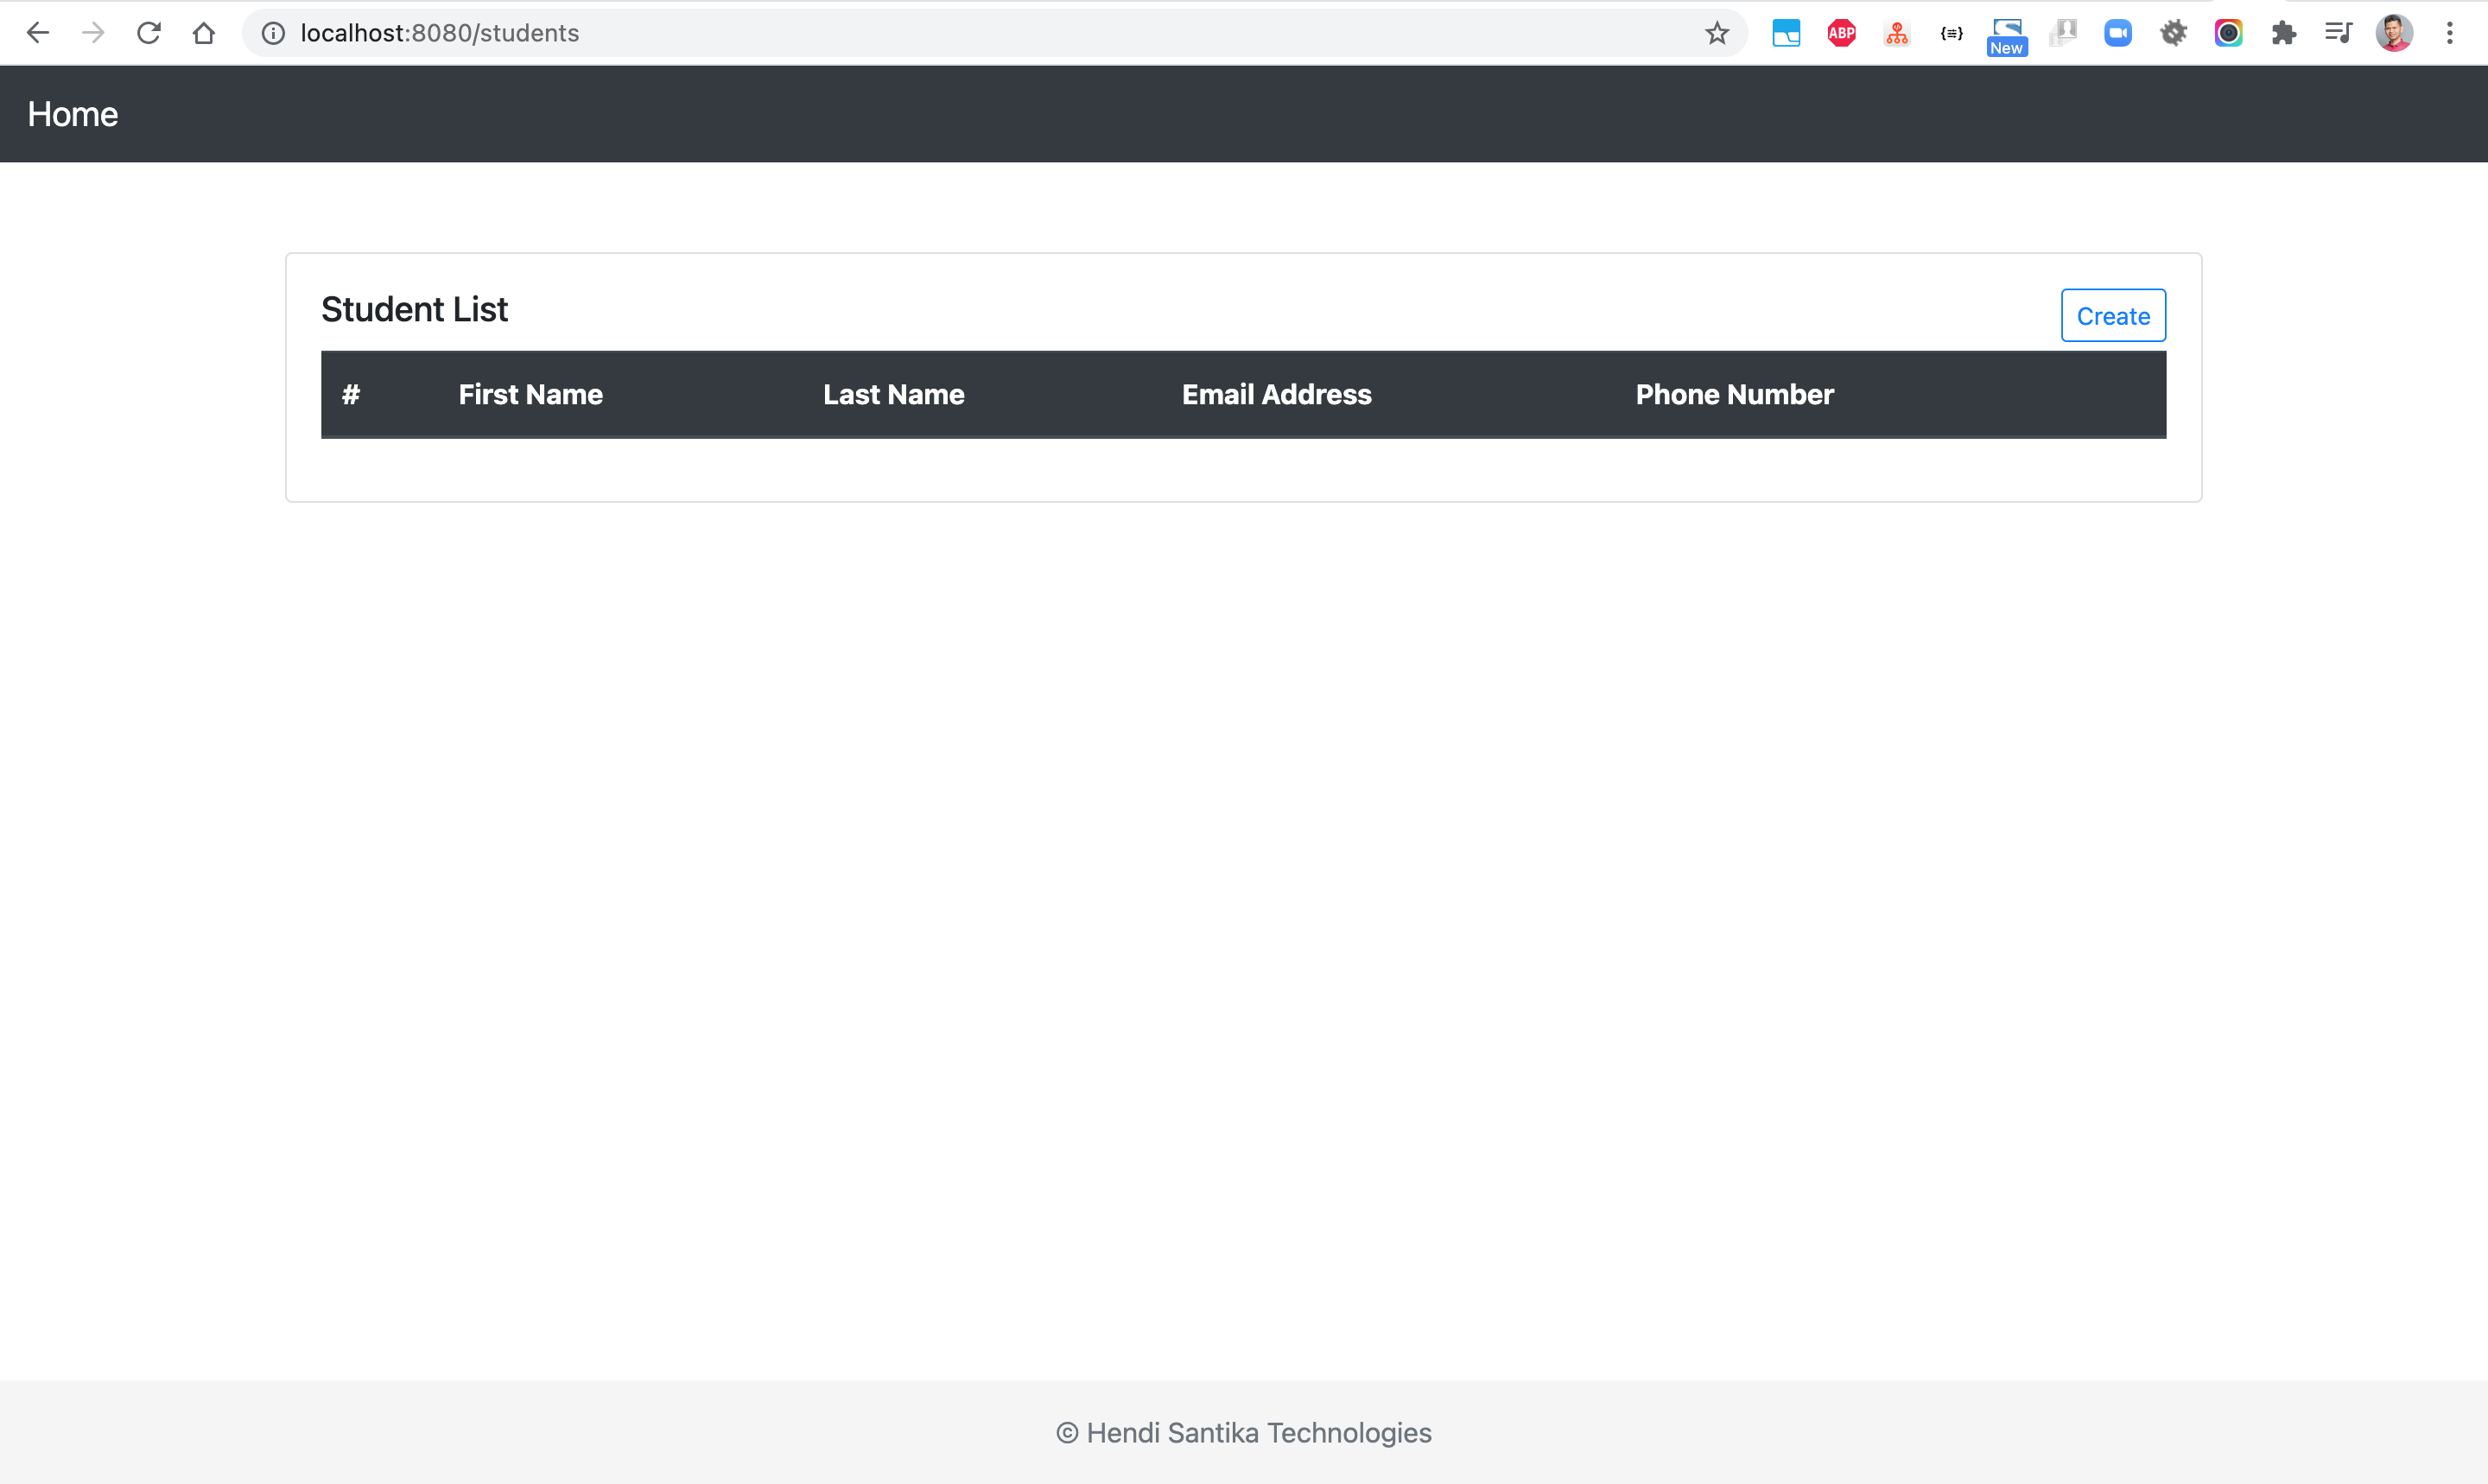 localhost:8080/students
ABP
{≡}
New
Home
Student List
Create
# First Name Last Name Email Address Phone Number
© Hendi Santika Technologies